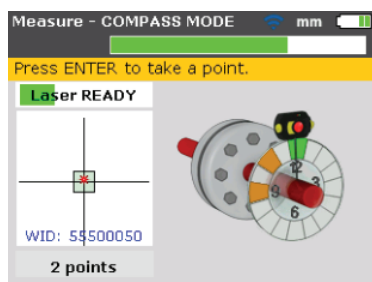 Measure - COMPASS MODE mm
Press ENTER to take a point.
Laser READY
12
3
9
6
WID: 55500050
2 points